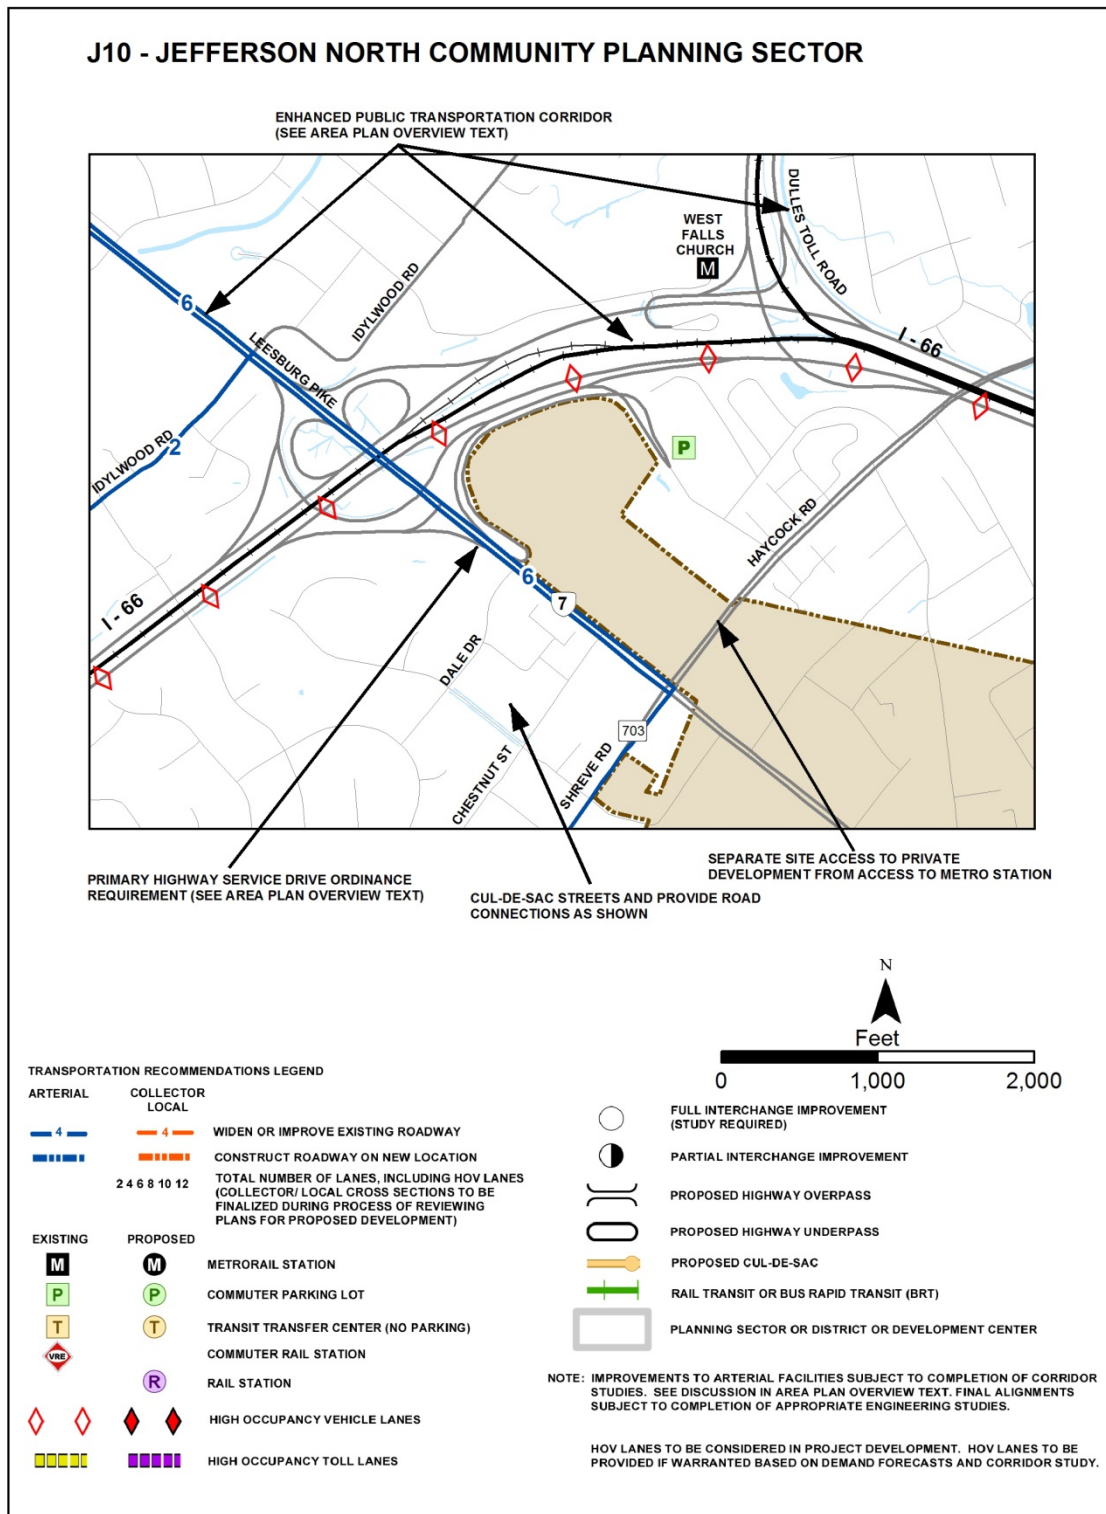 J10 - JEFFERSON NORTH COMMUNITY PLANNING SECTOR
ENHANCED PUBLIC TRANSPORTATION CORRIDOR
(SEE AREA PLAN OVERVIEW TEXT)
WEST
FALLS
CHURCH
M
DULLES TOLL ROAD
IDYLWOOD RD
6
LEESBURG PIKE
I - 66
IDYLWOOD RD
2
P
HAYCOCK RD
6
7
I - 66
DALE DR
703
CHESTNUT ST
SHREVE RD
PRIMARY HIGHWAY SERVICE DRIVE ORDINANCE
REQUIREMENT (SEE AREA PLAN OVERVIEW TEXT)
CUL-DE-SAC STREETS AND PROVIDE ROAD
CONNECTIONS AS SHOWN
SEPARATE SITE ACCESS TO PRIVATE
DEVELOPMENT FROM ACCESS TO METRO STATION
N
Feet
0 1,000 2,000
TRANSPORTATION RECOMMENDATIONS LEGEND
ARTERIAL
COLLECTOR
LOCAL
4 4 WIDEN OR IMPROVE EXISTING ROADWAY
CONSTRUCT ROADWAY ON NEW LOCATION
2 4 6 8 10 12 TOTAL NUMBER OF LANES, INCLUDING HOV LANES
(COLLECTOR/ LOCAL CROSS SECTIONS TO BE
FINALIZED DURING PROCESS OF REVIEWING
PLANS FOR PROPOSED DEVELOPMENT)
EXISTING PROPOSED
M M METRORAIL STATION
P P COMMUTER PARKING LOT
T T TRANSIT TRANSFER CENTER (NO PARKING)
VRE COMMUTER RAIL STATION
R RAIL STATION
HIGH OCCUPANCY VEHICLE LANES
HIGH OCCUPANCY TOLL LANES
FULL INTERCHANGE IMPROVEMENT
(STUDY REQUIRED)
PARTIAL INTERCHANGE IMPROVEMENT
PROPOSED HIGHWAY OVERPASS
PROPOSED HIGHWAY UNDERPASS
PROPOSED CUL-DE-SAC
RAIL TRANSIT OR BUS RAPID TRANSIT (BRT)
PLANNING SECTOR OR DISTRICT OR DEVELOPMENT CENTER
NOTE: IMPROVEMENTS TO ARTERIAL FACILITIES SUBJECT TO COMPLETION OF CORRIDOR
STUDIES. SEE DISCUSSION IN AREA PLAN OVERVIEW TEXT. FINAL ALIGNMENTS
SUBJECT TO COMPLETION OF APPROPRIATE ENGINEERING STUDIES.
HOV LANES TO BE CONSIDERED IN PROJECT DEVELOPMENT. HOV LANES TO BE
PROVIDED IF WARRANTED BASED ON DEMAND FORECASTS AND CORRIDOR STUDY.